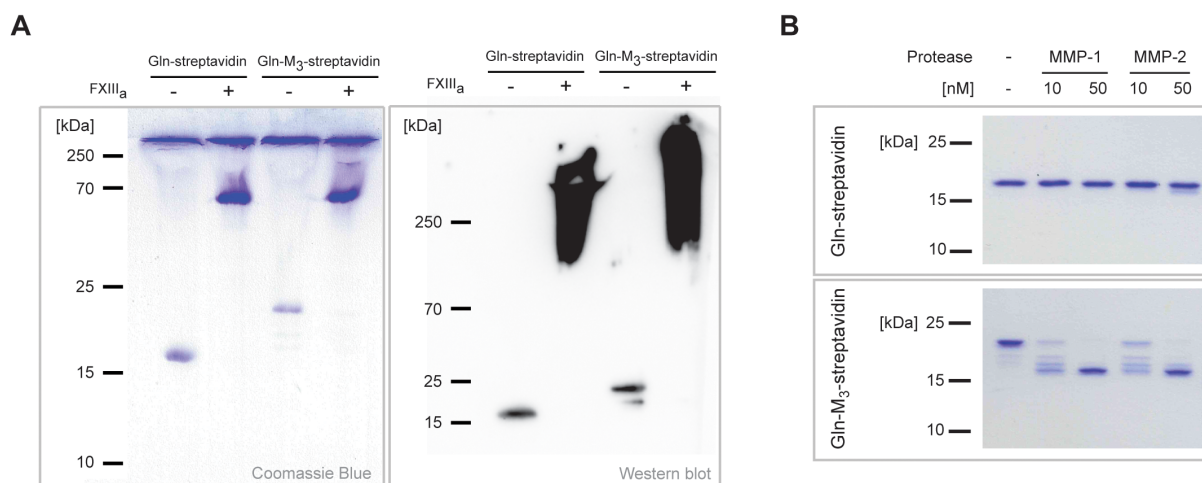 A
Gln-streptavidin Gln-M3-streptavidin
FXIIIa - + - +
[kDa]
250
70
25
15
10
Coomassie Blue
Gln-streptavidin Gln-M3-streptavidin
FXIIIa - + - +
[kDa]
250
70
25
15
Western blot
B
Protease - MMP-1 MMP-2
[nM] - 10 50 10 50
Gln-streptavidin
[kDa] 25
15
10
Gln-M3-streptavidin
[kDa] 25
15
10